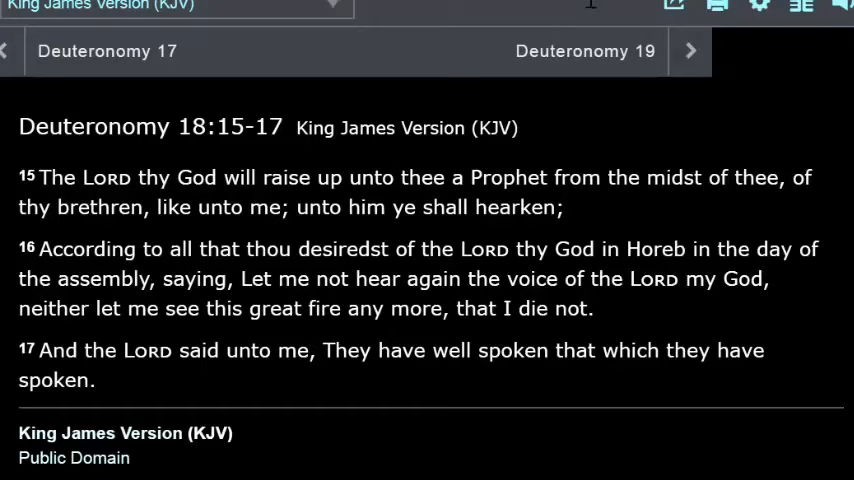 King James Version (KJV)
Deuteronomy 17
Deuteronomy 19
Deuteronomy 18:15-17 King James Version (KJV)
15 The LORD thy God will raise up unto thee a Prophet from the midst of thee, of
thy brethren, like unto me; unto him ye shall hearken;
16 According to all that thou desiredst of the LORD thy God in Horeb in the day of
the assembly, saying, Let me not hear again the voice of the LORD my God,
neither let me see this great fire any more, that I die not.
17 And the LORD said unto me, They have well spoken that which they have
spoken.
King James Version (KJV)
Public Domain